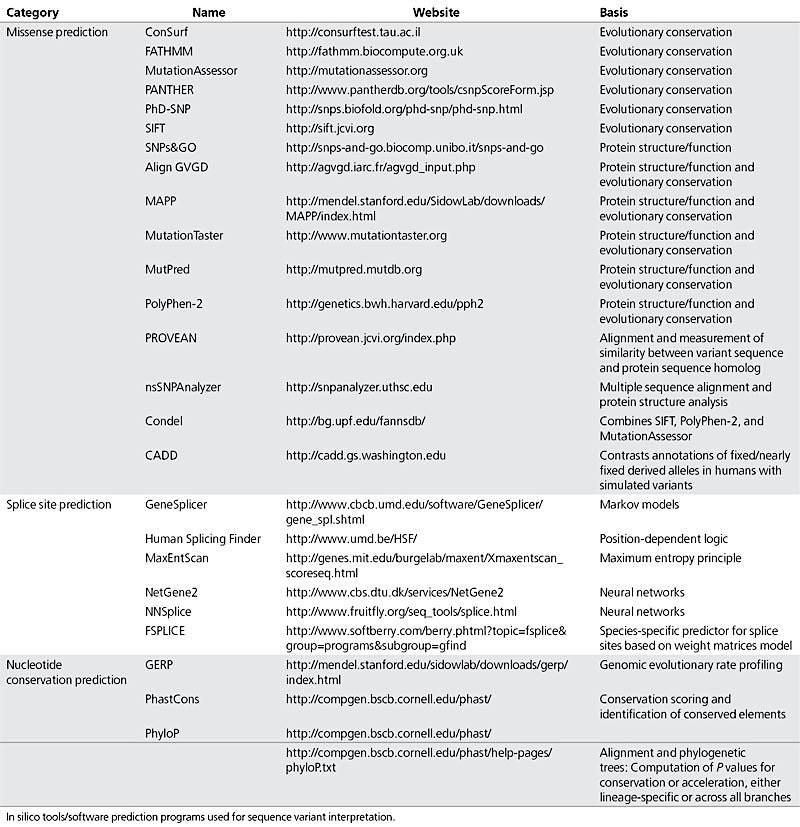 Category Name Website Basis
Missense prediction ConSurf http://consurftest.tau.ac.il Evolutionary conservation
FATHMM http://fathmm.biocompute.org.uk Evolutionary conservation
MutationAssessor http://mutationassessor.org Evolutionary conservation
PANTHER http://www.pantherdb.org/tools/csnpScoreForm.jsp Evolutionary conservation
PhD-SNP http://snps.biofold.org/phd-snp/phd-snp.html Evolutionary conservation
SIFT http://sift.jcvi.org Evolutionary conservation
SNPs&GO http://snps-and-go.biocomp.unibo.it/snps-and-go Protein structure/function
Align GVGD http://agvgd.iarc.fr/agvgd_input.php Protein structure/function and
evolutionary conservation
MAPP http://mendel.stanford.edu/SidowLab/downloads/ Protein structure/function and
MAPP/index.html evolutionary conservation
MutationTaster http://www.mutationtaster.org Protein structure/function and
evolutionary conservation
MutPred http://mutpred.mutdb.org Protein structure/function and
evolutionary conservation
PolyPhen-2 http://genetics.bwh.harvard.edu/pph2 Protein structure/function and
evolutionary conservation
PROVEAN http://provean.jcvi.org/index.php Alignment and measurement of
similarity between variant sequence
and protein sequence homolog
nsSNPAnalyzer http://snpanalyzer.uthsc.edu Multiple sequence alignment and
protein structure analysis
Condel http://bg.upf.edu/fannsdb/ Combines SIFT, PolyPhen-2, and
MutationAssessor
CADD http://cadd.gs.washington.edu Contrasts annotations of fixed/nearly
fixed derived alleles in humans with
simulated variants
Splice site prediction GeneSplicer http://www.cbcb.umd.edu/software/GeneSplicer/ Markov models
gene_spl.shtml
Human Splicing Finder http://www.umd.be/HSF/ Position-dependent logic
MaxEntScan http://genes.mit.edu/burgelab/maxent/Xmaxentscan_ Maximum entropy principle
scoreseq.html
NetGene2 http://www.cbs.dtu.dk/services/NetGene2 Neural networks
NNSplice http://www.fruitfly.org/seq_tools/splice.html Neural networks
FSPLICE http://www.softberry.com/berry.phtml?topic=fsplice& Species-specific predictor for splice
group=programs&subgroup=gfind sites based on weight matrices model
Nucleotide GERP http://mendel.stanford.edu/sidowlab/downloads/gerp/ Genomic evolutionary rate profiling
conservation prediction index.html
PhastCons http://compgen.bscb.cornell.edu/phast/ Conservation scoring and
identification of conserved elements
PhyloP http://compgen.bscb.cornell.edu/phast/
http://compgen.bscb.cornell.edu/phast/help-pages/ Alignment and phylogenetic
phyloP.txt trees: Computation of P values for
conservation or acceleration, either
lineage-specific or across all branches
In silico tools/software prediction programs used for sequence variant interpretation.